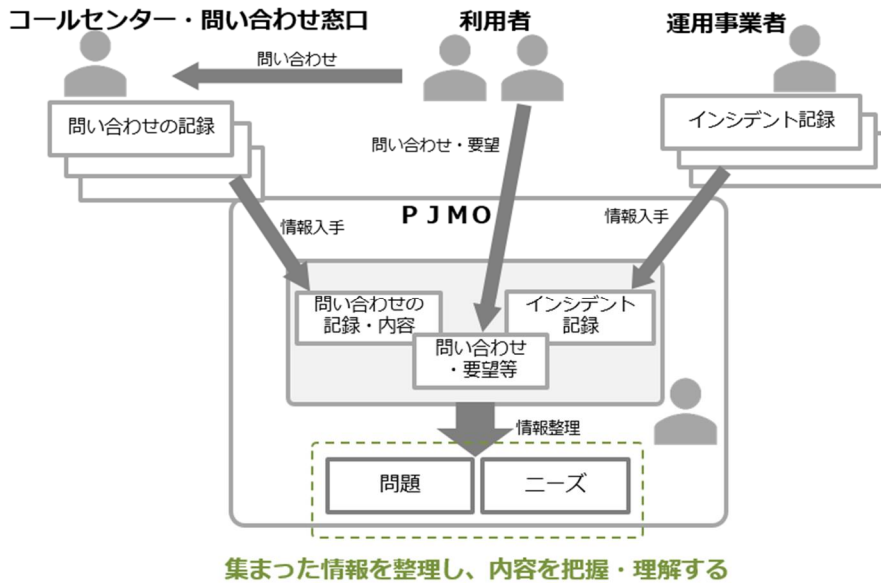 コールセンター・問い合わせ窓口
利用者
運用事業者
問い合わせ
問い合わせの記録
インシデント記録
問い合わせ・要望
ＰＪＭＯ
情報入手
情報入手
問い合わせの
記録・内容
インシデント
記録
問い合わせ
・要望等
情報整理
問題
ニーズ
集まった情報を整理し、内容を把握・理解する